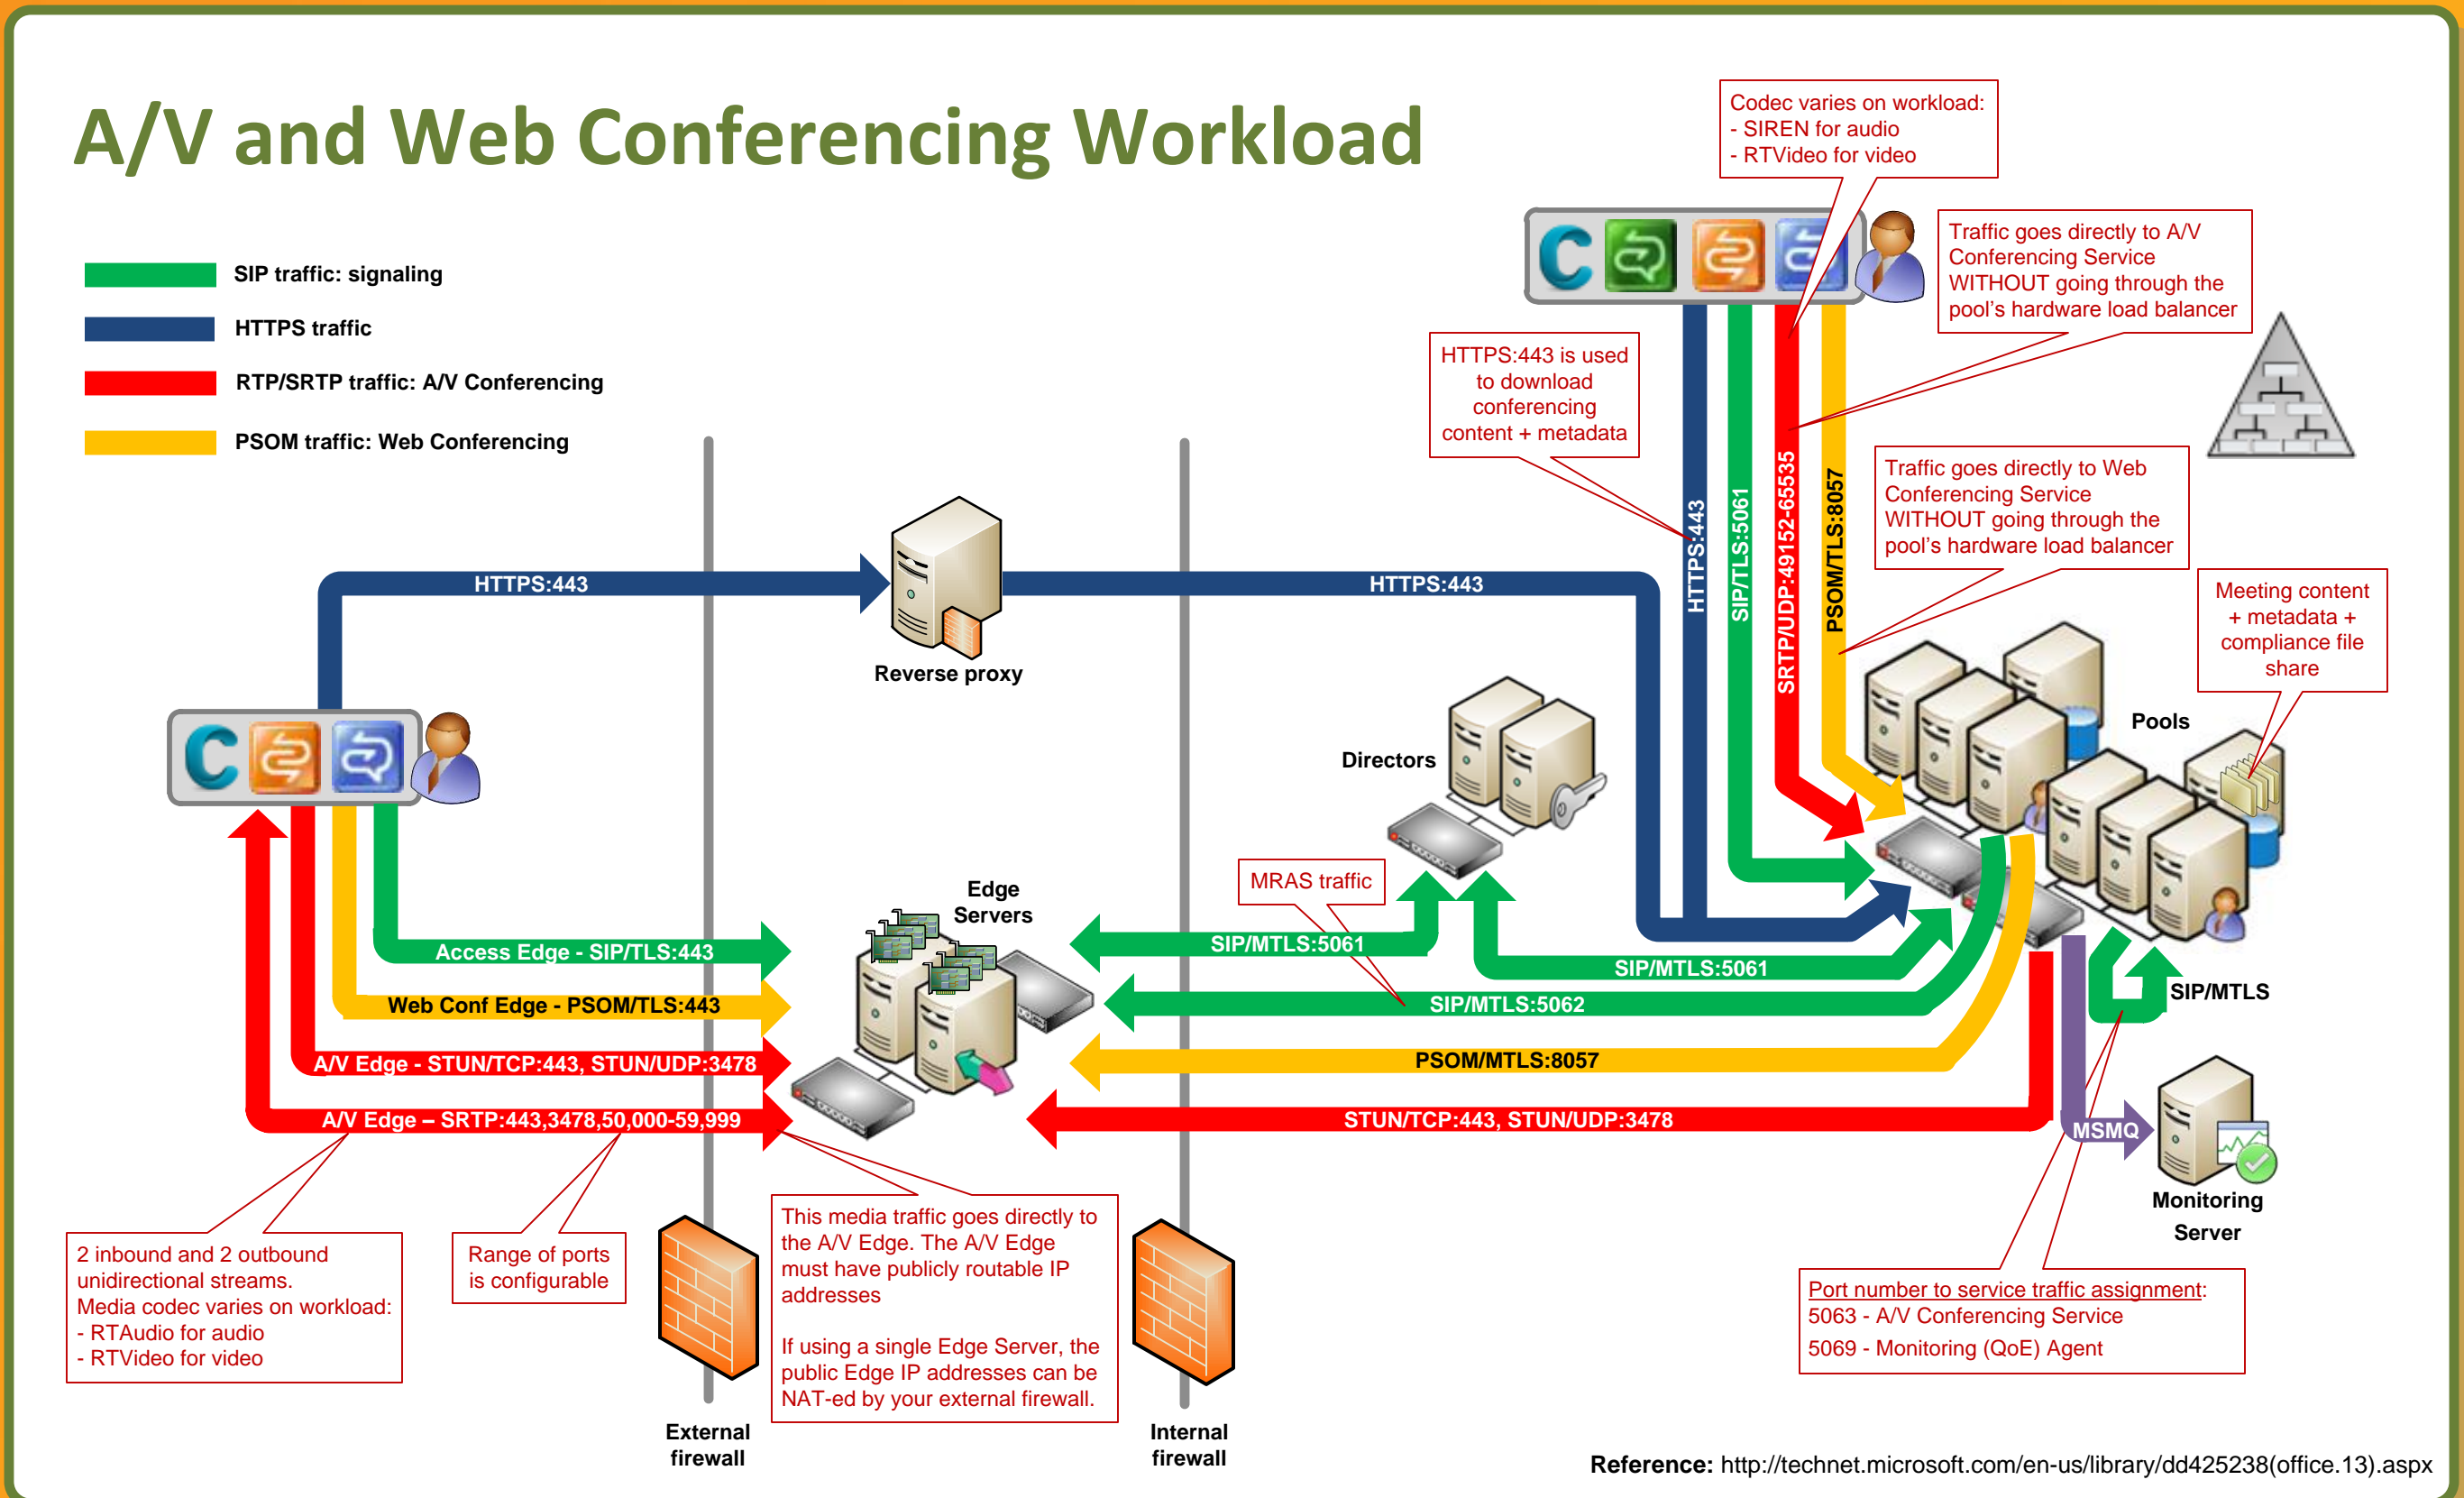 A/V and Web Conferencing Workload
SIP traffic: signaling
HTTPS traffic
RTP/SRTP traffic: A/V Conferencing
PSOM traffic: Web Conferencing
Codec varies on workload:
- SIREN for audio
- RTVideo for video
Traffic goes directly to A/V
Conferencing Service
WITHOUT going through the
pool's hardware load balancer
HTTPS:443 is used
to download
conferencing
content + metadata
Traffic goes directly to Web
Conferencing Service
WITHOUT going through the
pool's hardware load balancer
Meeting content
+ metadata +
compliance file
share
HTTPS:443
SIP/TLS:5061
SRTP/UDP:49152-65535
PSOM/TLS:8057
HTTPS:443
HTTPS:443
Reverse proxy
Pools
Directors
Edge
Servers
MRAS traffic
Access Edge - SIP/TLS:443
SIP/MTLS:5061
SIP/MTLS:5061
Web Conf Edge - PSOM/TLS:443
SIP/MTLS:5062
SIP/MTLS
A/V Edge - STUN/TCP:443, STUN/UDP:3478
PSOM/MTLS:8057
A/V Edge – SRTP:443,3478,50,000-59,999
STUN/TCP:443, STUN/UDP:3478
MSMQ
Monitoring
Server
2 inbound and 2 outbound
unidirectional streams.
Media codec varies on workload:
- RTAudio for audio
- RTVideo for video
Range of ports
is configurable
This media traffic goes directly to
the A/V Edge. The A/V Edge
must have publicly routable IP
addresses
If using a single Edge Server, the
public Edge IP addresses can be
NAT-ed by your external firewall.
Port number to service traffic assignment:
5063 - A/V Conferencing Service
5069 - Monitoring (QoE) Agent
External
firewall
Internal
firewall
Reference: http://technet.microsoft.com/en-us/library/dd425238(office.13).aspx